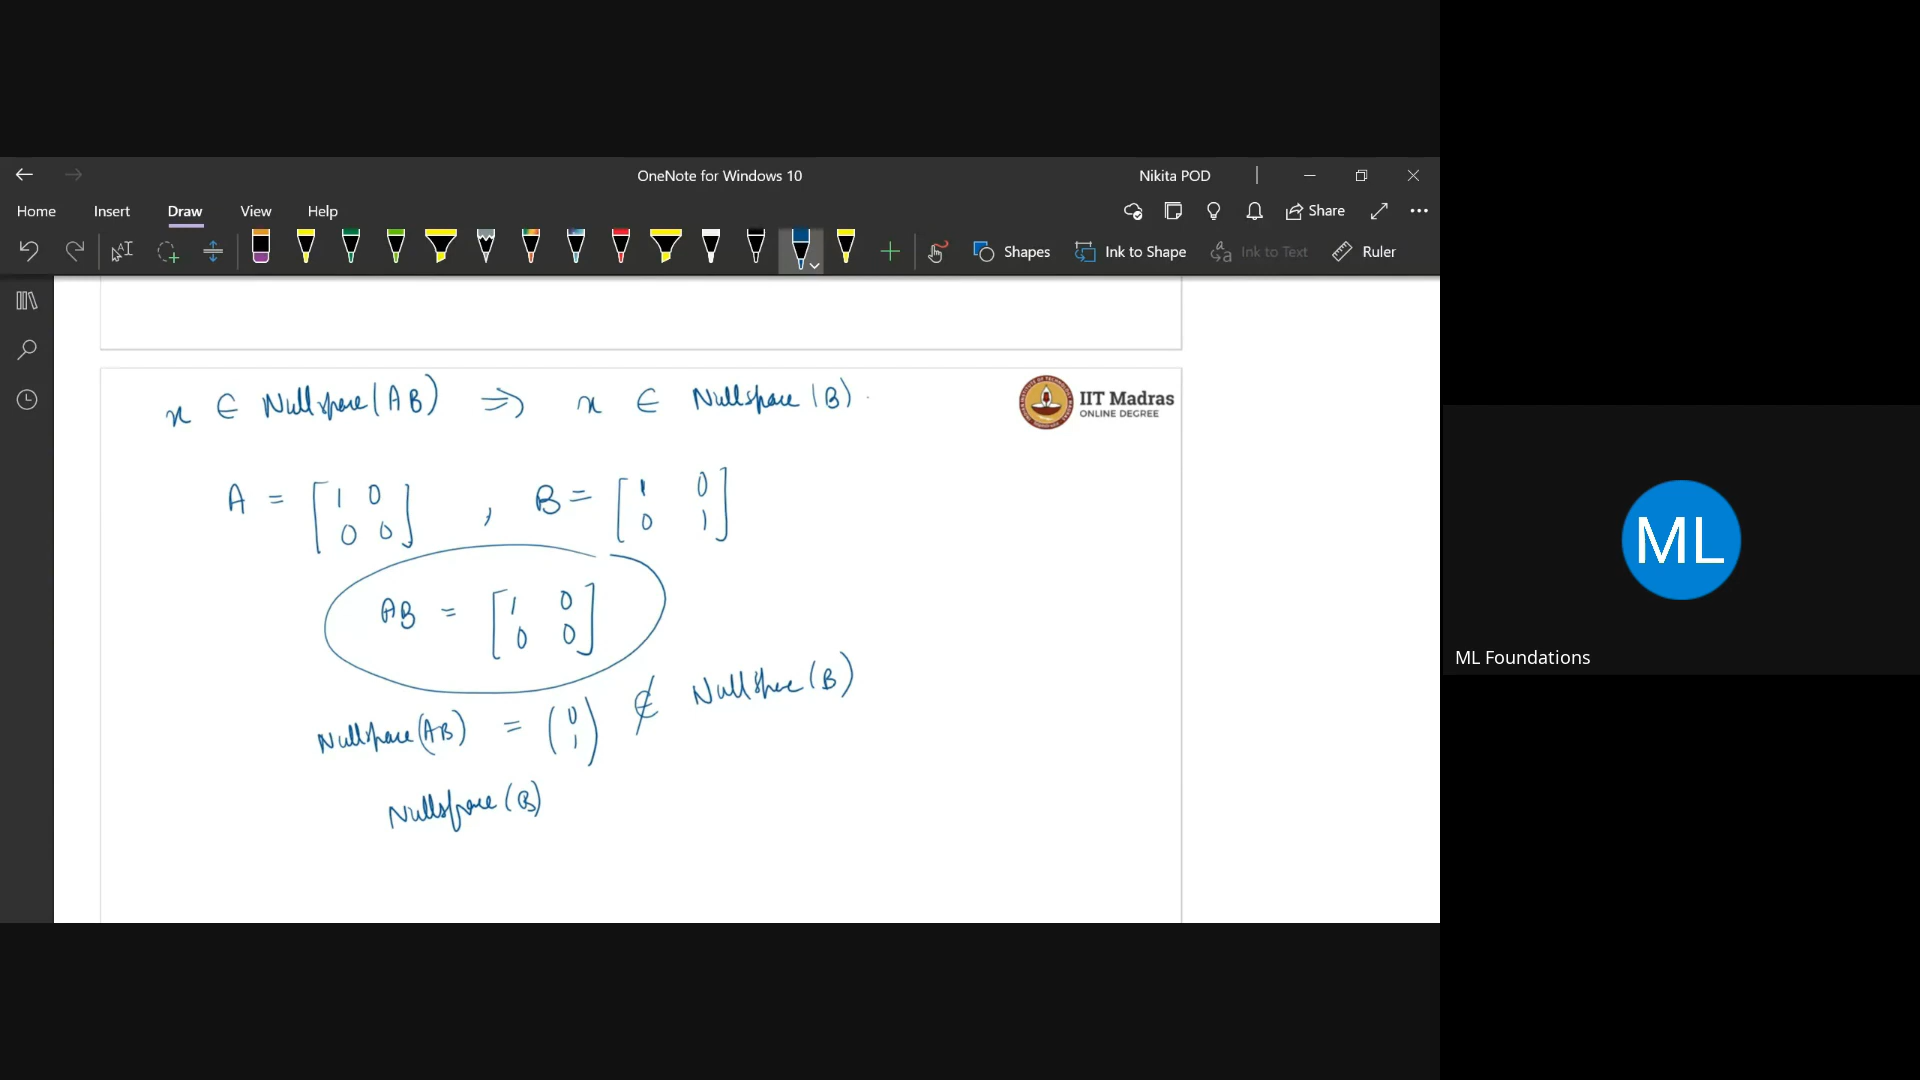 OneNote for Windows 10
Nikita POD
Home Insert Draw View Help
Share
Shapes Ink to Shape Ink to Text Ruler
x ∈ Nullspace(AB) ⇒ x ∈ Nullspace(B).
IIT Madras
ONLINE DEGREE
A = [1 0
0 0] , B = [1 0
0 1]
AB = [1 0
0 0]
Nullspace(AB) = (0
1) ∉ Nullspace(B)
Nullspace(B)
ML
ML Foundations